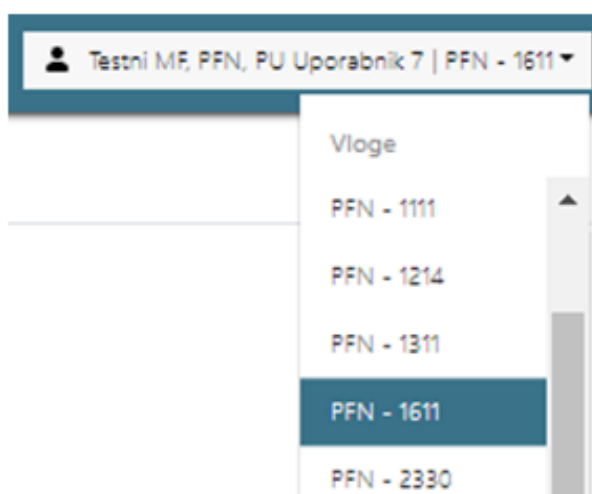 Testni MF, PFN, PU Uporabnik 7 | PFN - 1611
Vloge
PFN - 1111
PFN - 1214
PFN - 1311
PFN - 1611
PFN - 2330